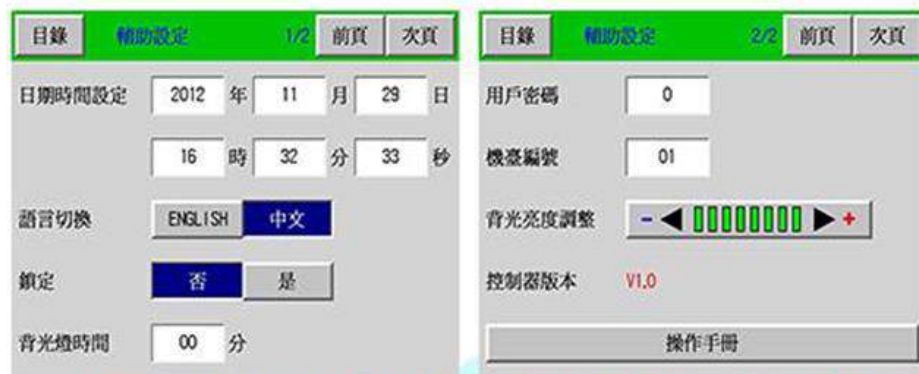 目錄 輔助設定 1/2 前頁 次頁
日期時間設定 2012 年 11 月 29 日
16 時 32 分 33 秒
語言切換 ENGLISH 中文
鎖定 否 是
背光燈時間 00 分
目錄 輔助設定 2/2 前頁 次頁
用戶密碼 0
機臺編號 01
背光亮度調整 - ◀ ▶ +
控制器版本 V1.0
操作手冊